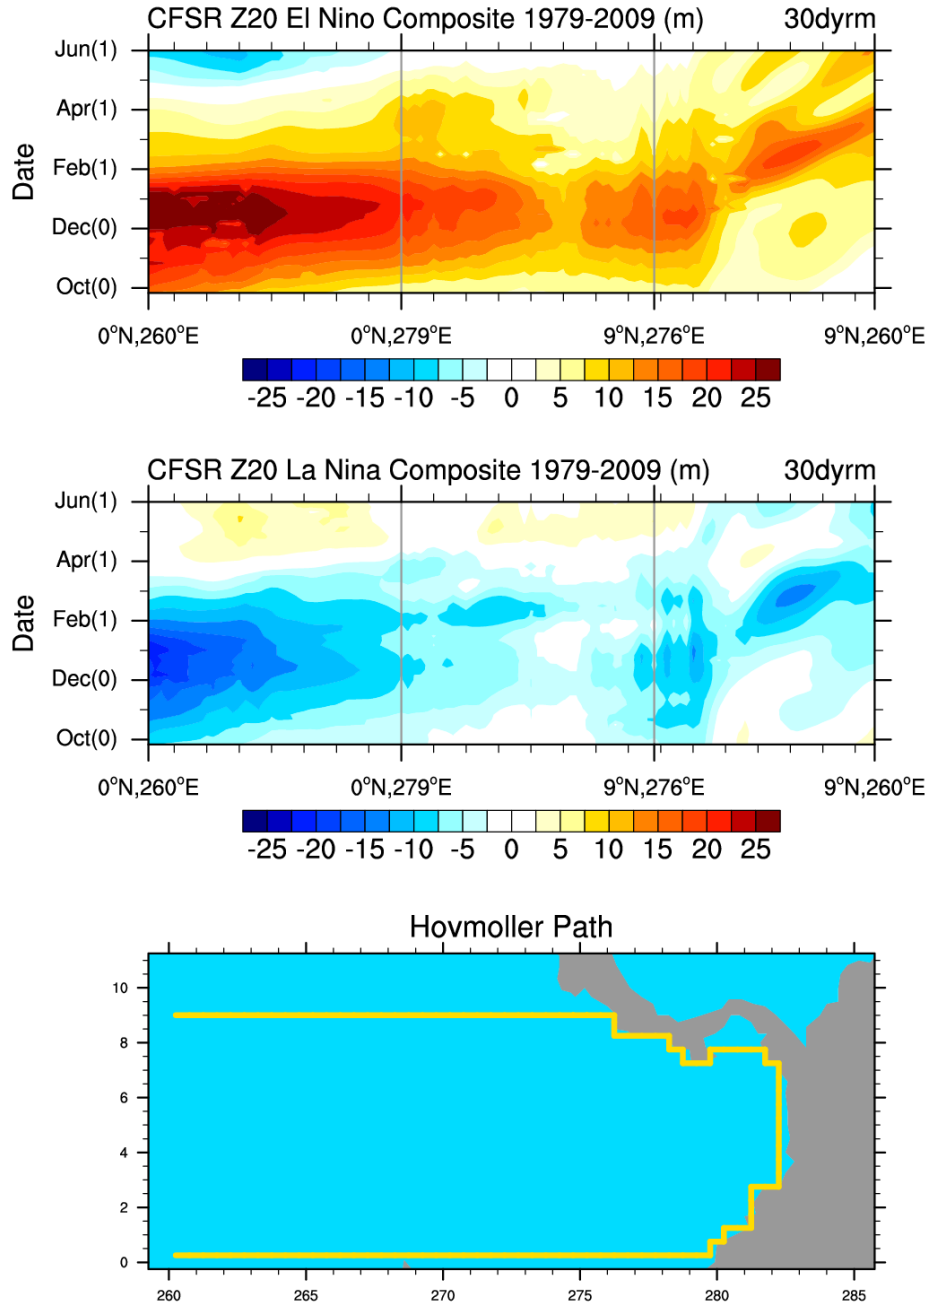 CFSR Z20 El Nino Composite 1979-2009 (m) 30dyrm
Jun(1)
Apr(1)
Feb(1)
Dec(0)
Oct(0)
Date
0°N,260°E 0°N,279°E 9°N,276°E 9°N,260°E
-25 -20 -15 -10 -5 0 5 10 15 20 25
CFSR Z20 La Nina Composite 1979-2009 (m) 30dyrm
Jun(1)
Apr(1)
Feb(1)
Dec(0)
Oct(0)
Date
0°N,260°E 0°N,279°E 9°N,276°E 9°N,260°E
-25 -20 -15 -10 -5 0 5 10 15 20 25
Hovmoller Path
10
8
6
4
2
0
260 265 270 275 280 285